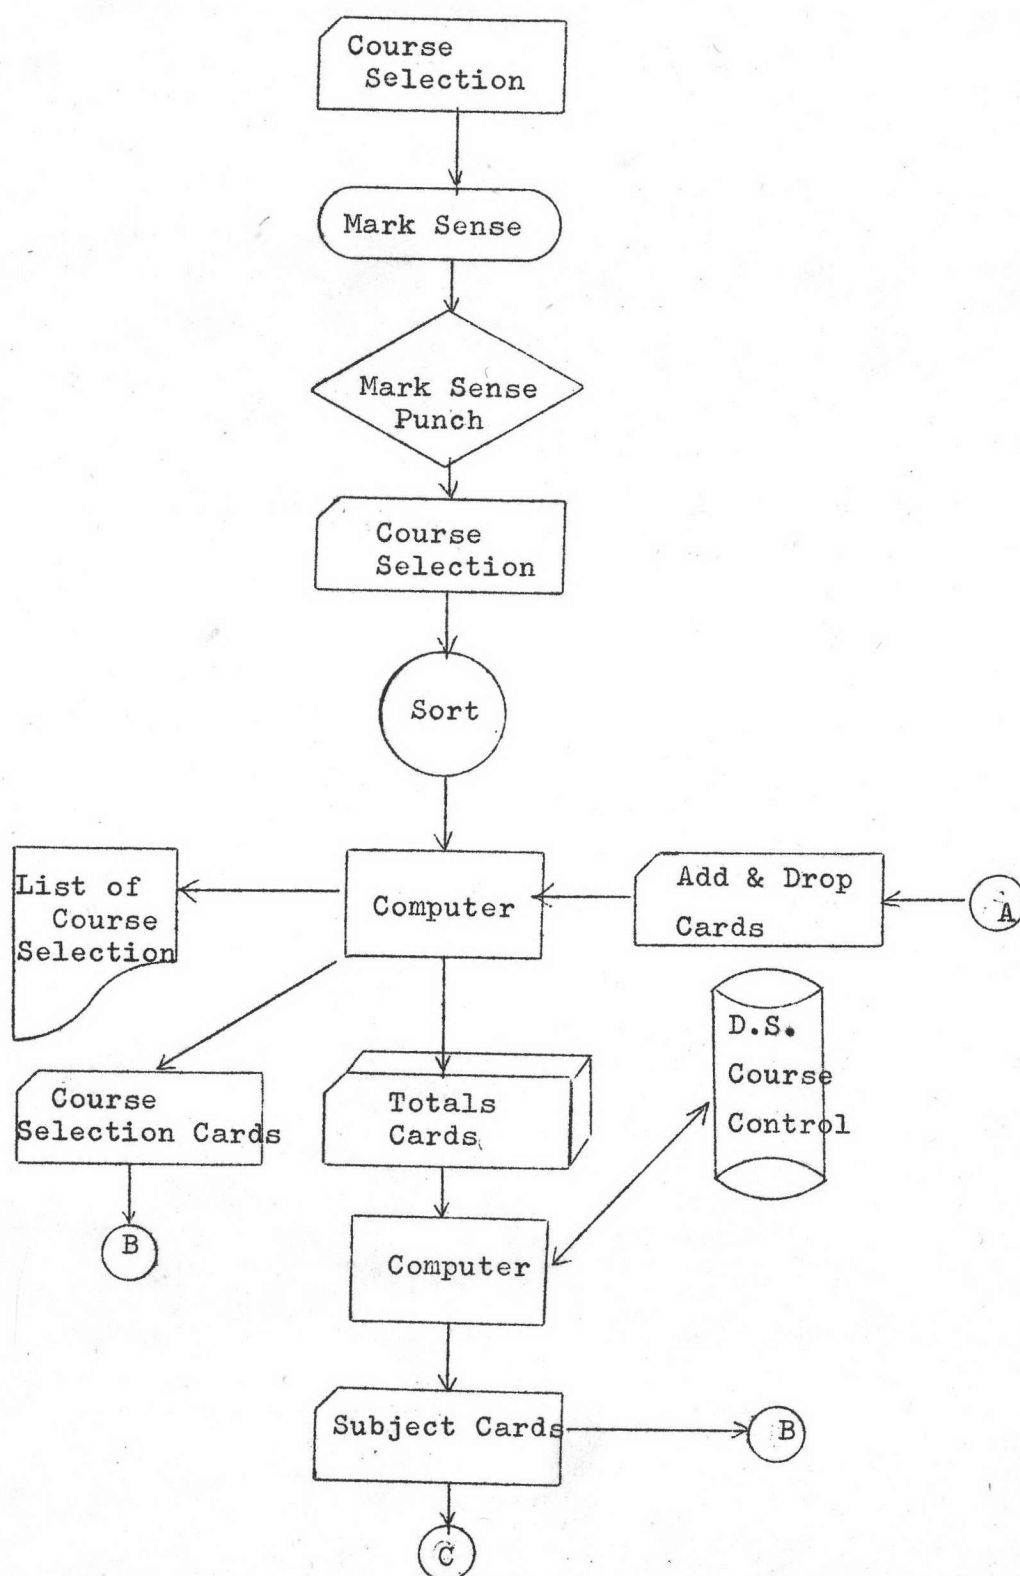 Course
Selection
Mark Sense
Mark Sense
Punch
Course
Selection
Sort
List of
Course
Selection
Computer
Add & Drop
Cards
A
D.S.
Course
Control
Course
Selection Cards
Totals
Cards
B
Computer
Subject Cards
B
C